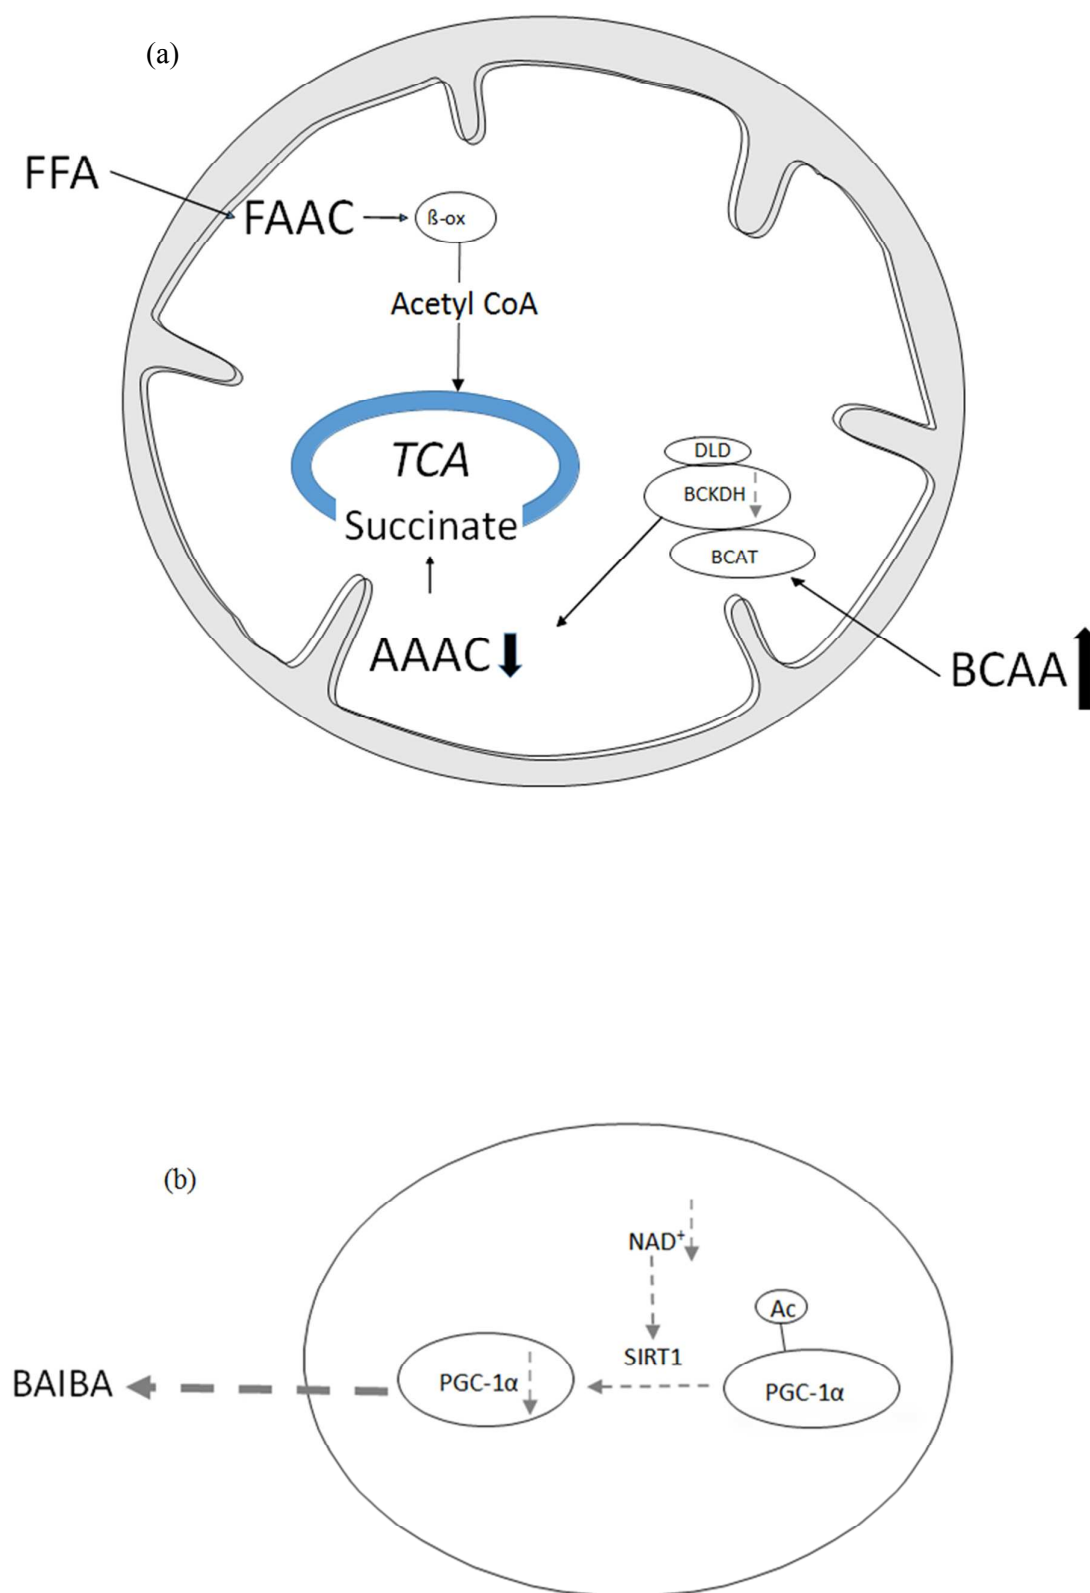 (a)
FFA
FAAC
ß-ox
Acetyl CoA
TCA
Succinate
DLD
BCKDH
BCAT
AAAC
BCAA
(b)
NAD⁺
Ac
SIRT1
BAIBA
PGC-1α
PGC-1α